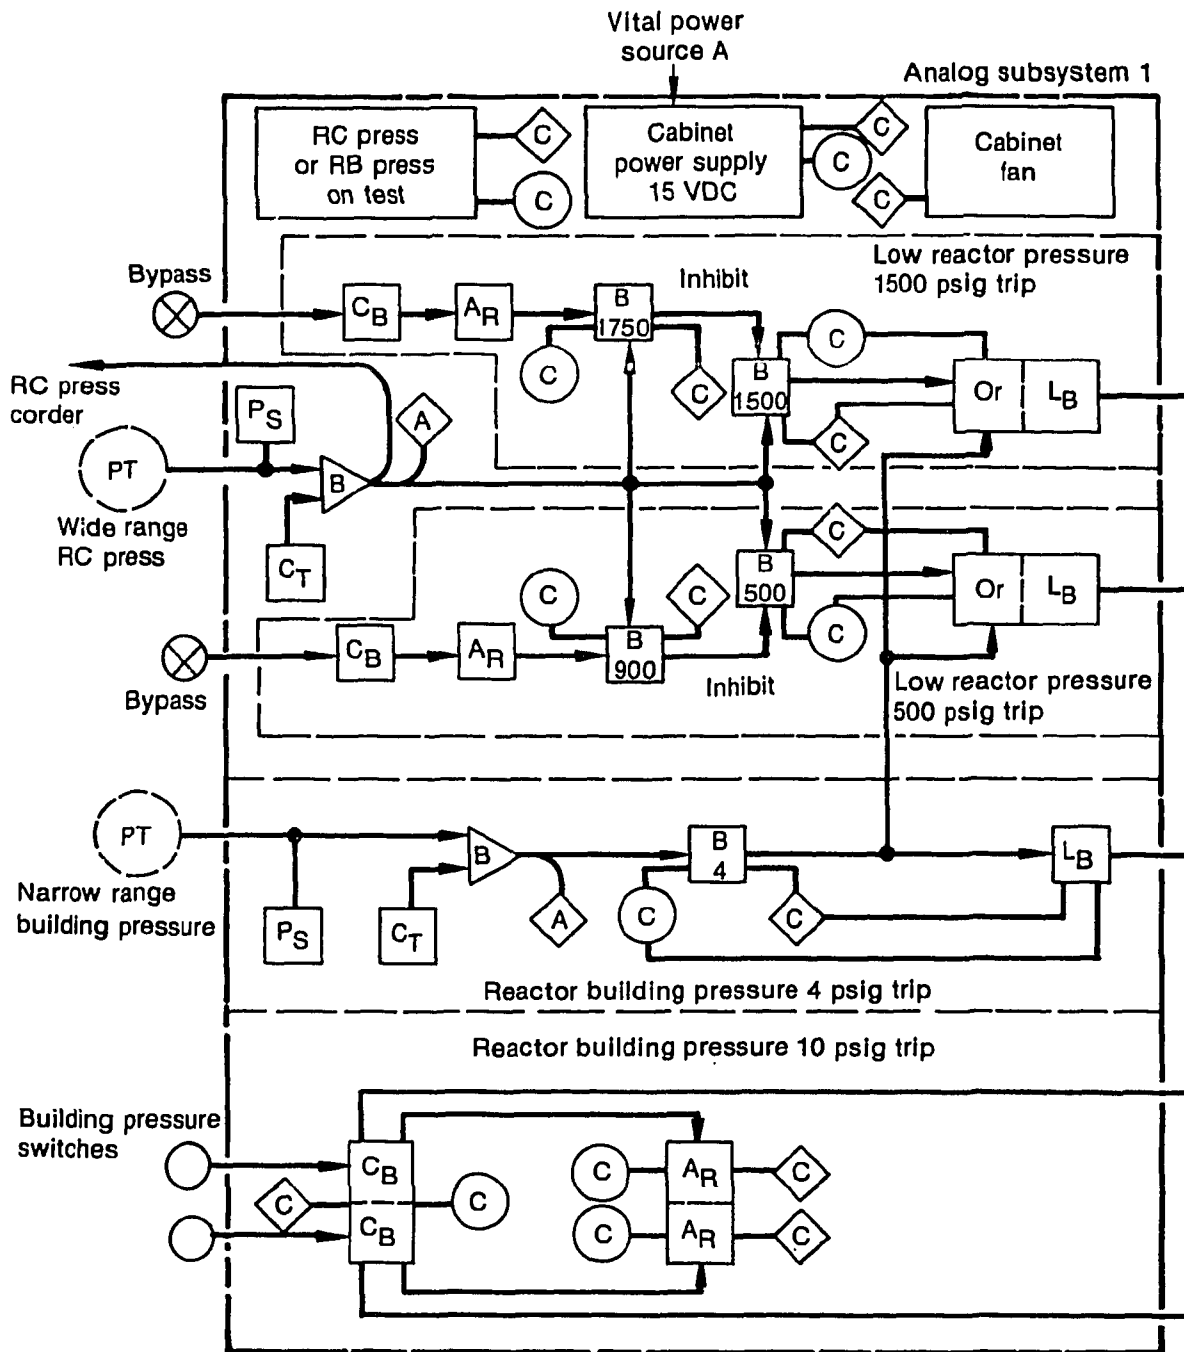 Vital power
source A
Analog subsystem 1
RC press
or RB press
on test
C
C
Cabinet
power supply
15 VDC
C
C
C
Cabinet
fan
Low reactor pressure
1500 psig trip
Bypass
Inhibit
CB
AR
B
1750
C
C
C
B
1500
Or
LB
C
RC press
corder
PS
A
PT
B
Wide range
RC press
CT
C
B
500
Or
LB
C
C
C
CB
AR
B
900
Bypass
Inhibit
Low reactor pressure
500 psig trip
PT
B
B
4
LB
Narrow range
building pressure
PS
CT
A
C
C
Reactor building pressure 4 psig trip
Reactor building pressure 10 psig trip
Building pressure
switches
CB
C
AR
C
C
C
CB
C
AR
C